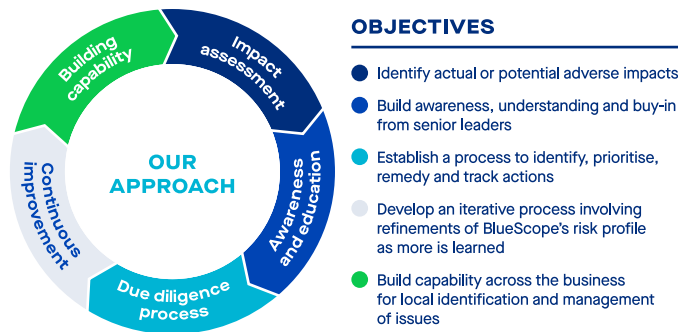 Building
capability
Impact
assessment
Awareness
and education
Due diligence
process
Continuous
improvement
OUR
APPROACH
OBJECTIVES
Identify actual or potential adverse impacts
Build awareness, understanding and buy-in
from senior leaders
Establish a process to identify, prioritise,
remedy and track actions
Develop an iterative process involving
refinements of BlueScope's risk profile
as more is learned
Build capability across the business
for local identification and management
of issues